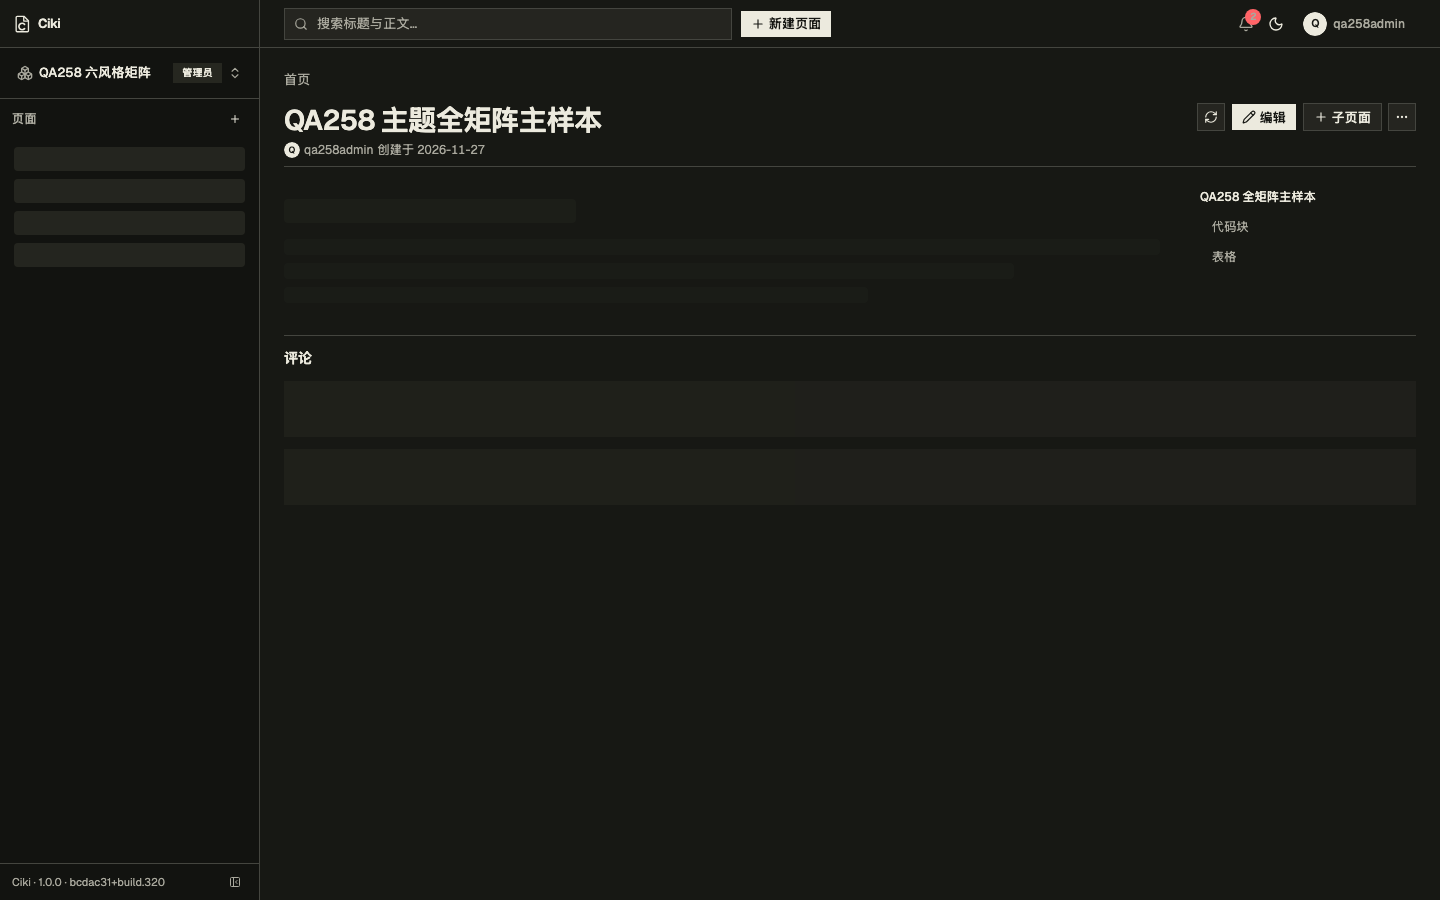 Ciki
搜索标题与正文...
新建页面
Q qa258admin
QA258 六风格矩阵
管理员
页面
首页
QA258 主题全矩阵主样本
编辑
子页面
Q qa258admin 创建于 2026-11-27
QA258 全矩阵主样本
代码块
表格
评论
Ciki · 1.0.0 · bcdac31+build.320